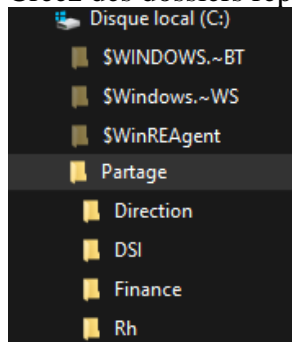 Disque local (C:)
$WINDOWS.~BT
$Windows.~WS
$WinREAgent
Partage
Direction
DSI
Finance
Rh